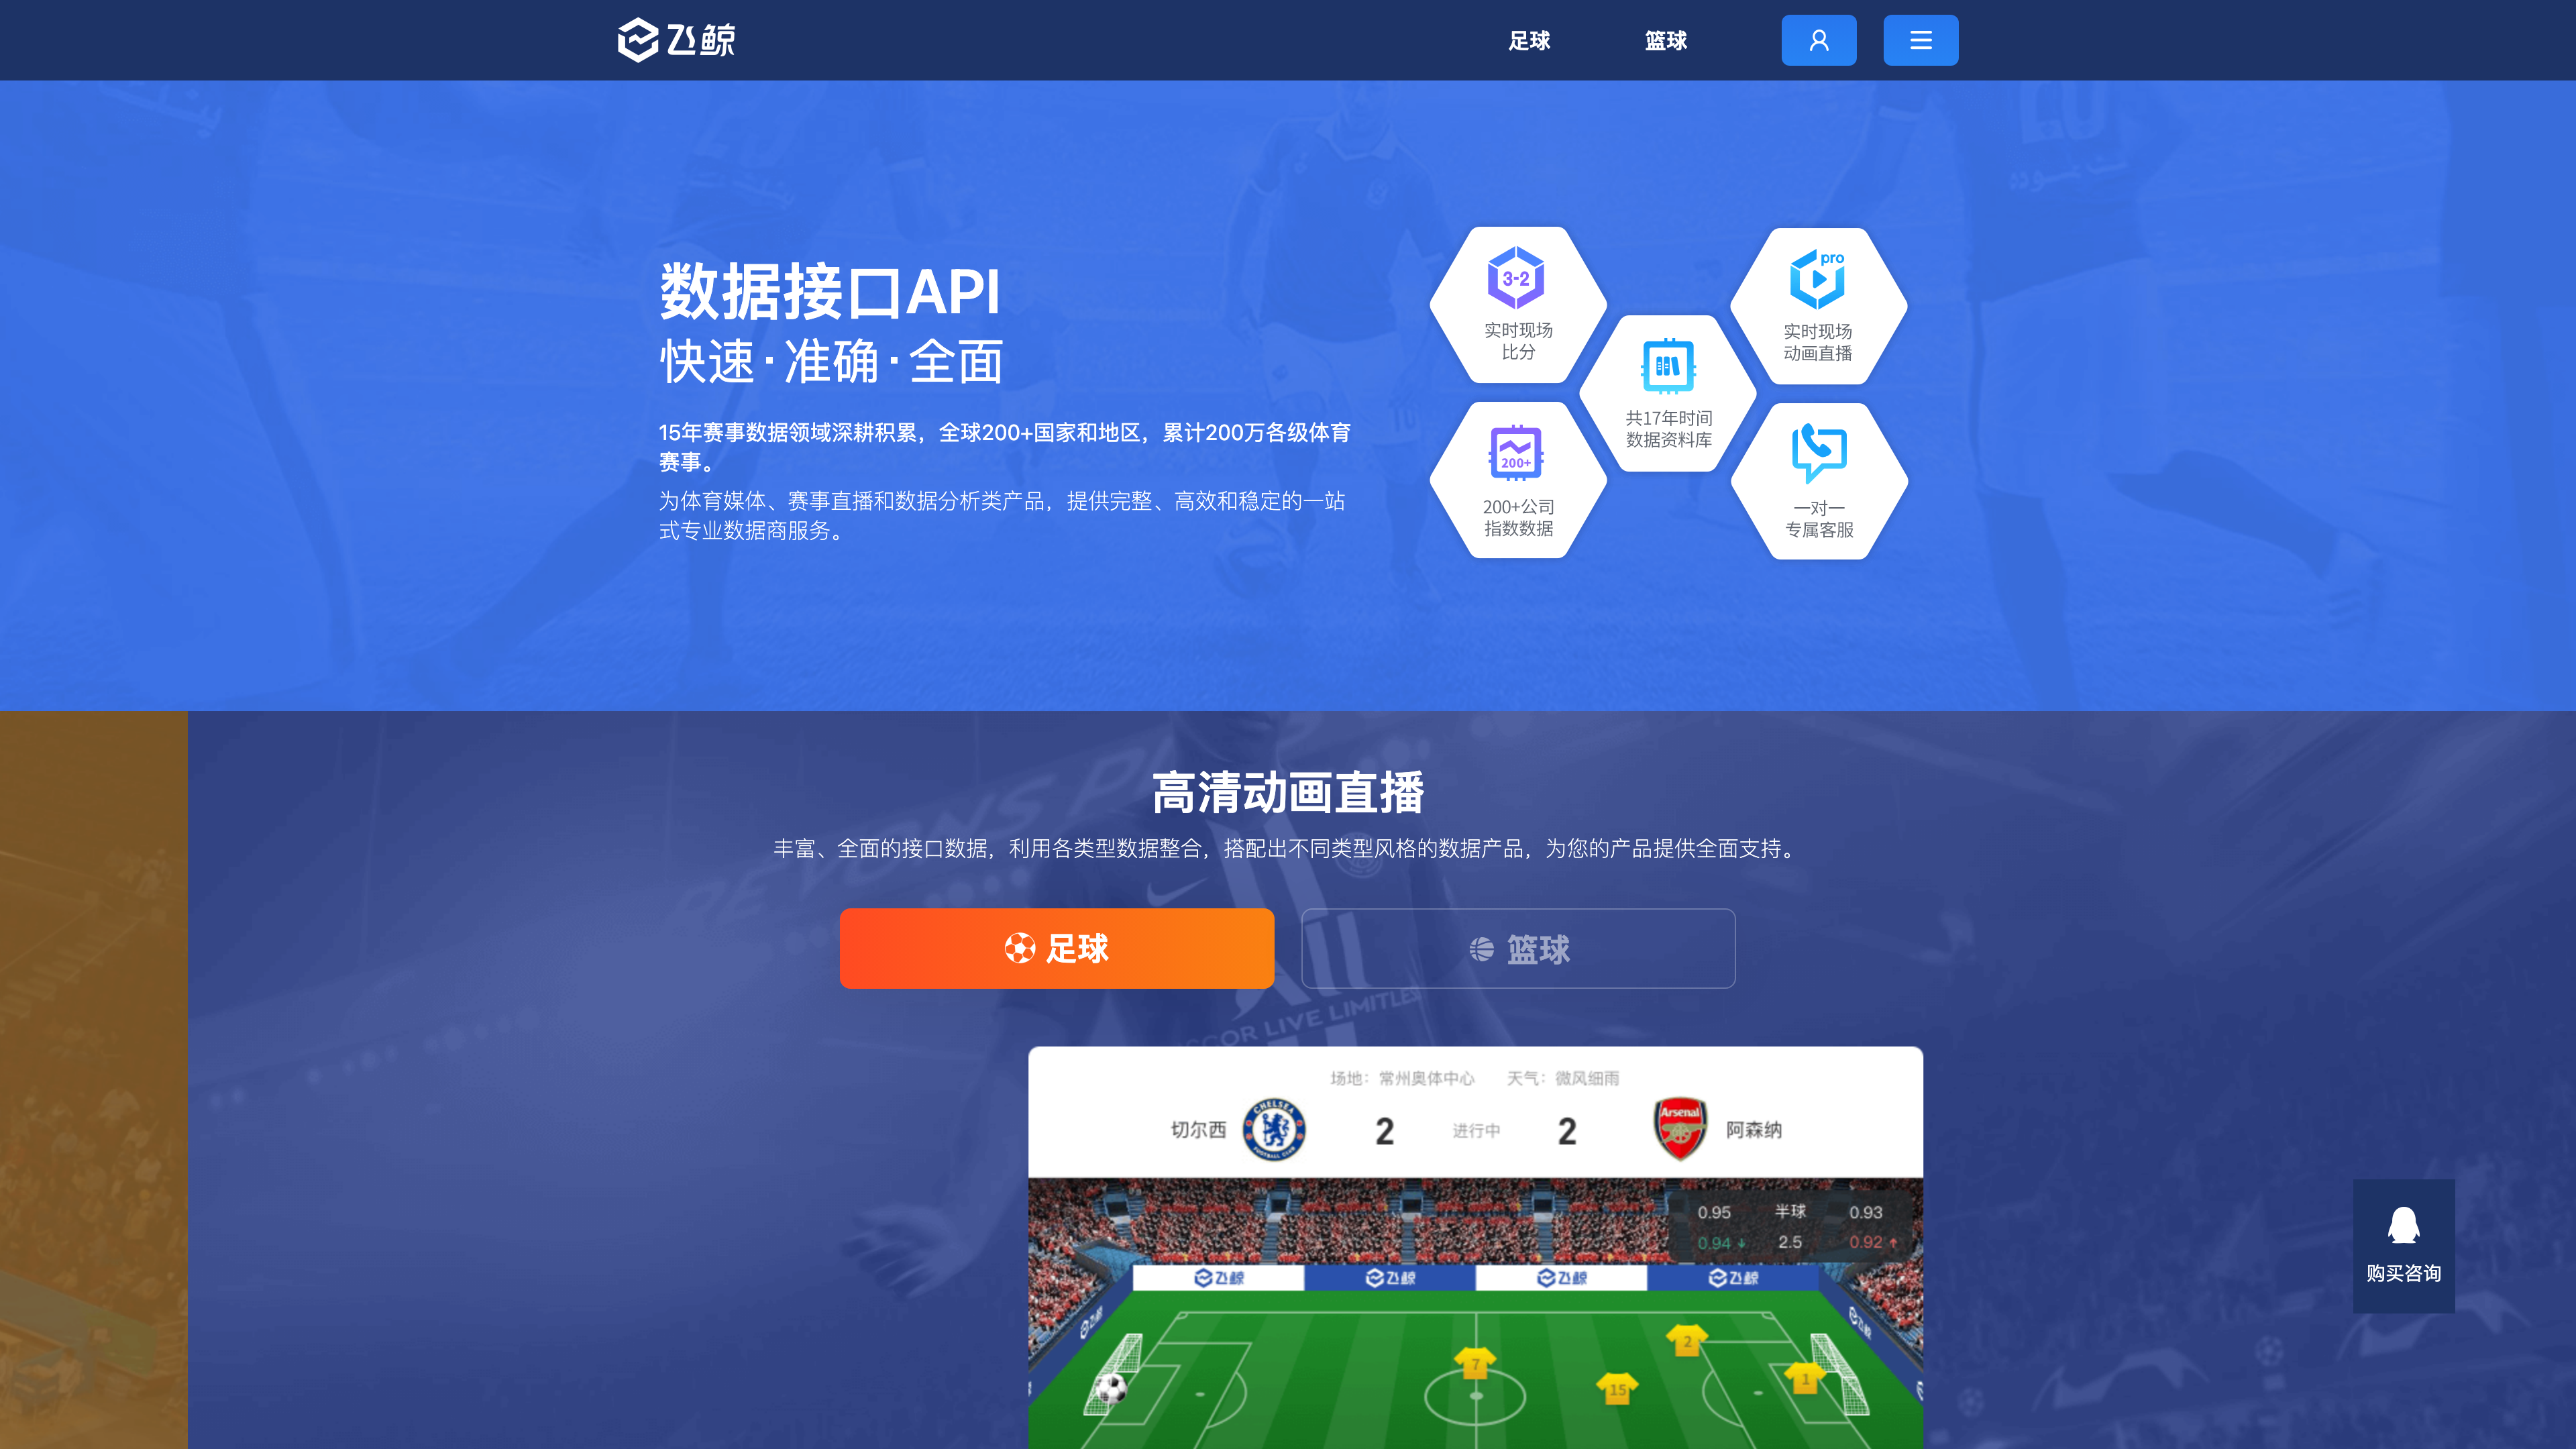 飞鲸
足球
篮球
数据接口API
快速·准确·全面
15年赛事数据领域深耕积累，全球200+国家和地区，累计200万各级体育
赛事。
为体育媒体、赛事直播和数据分析类产品，提供完整、高效和稳定的一站
式专业数据商服务。
3-2
实时现场
比分
pro
实时现场
动画直播
共17年时间
数据资料库
200+
200+公司
指数数据
一对一
专属客服
高清动画直播
丰富、全面的接口数据，利用各类型数据整合，搭配出不同类型风格的数据产品，为您的产品提供全面支持。
足球
篮球
场地：常州奥体中心 天气：微风细雨
切尔西 CHELSEA FOOTBALL CLUB 2 进行中 2 Arsenal 阿森纳
0.95 半球 0.93
0.94 ↓ 2.5 0.92 ↑
飞鲸 飞鲸 飞鲸 飞鲸
飞鲸
飞鲸
2
7
1
15
购买咨询